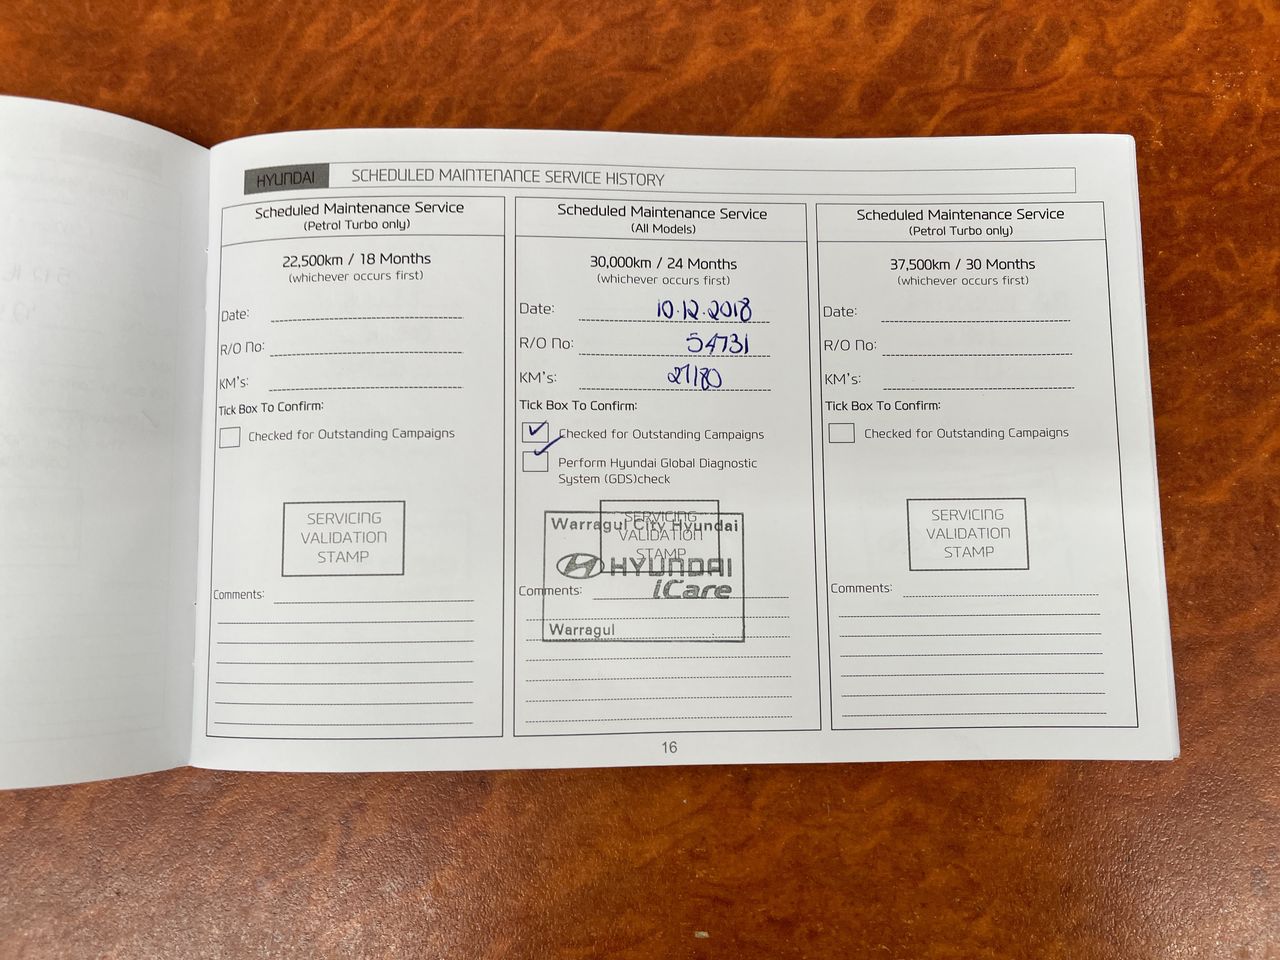 HYUNDAI SCHEDULED MAINTENANCE SERVICE HISTORY
Scheduled Maintenance Service
(Petrol Turbo only)
22,500km / 18 Months
(whichever occurs first)
Date:
R/O No:
KM's:
Tick Box To Confirm:
Checked for Outstanding Campaigns
SERVICING
VALIDATION
STAMP
Comments:
Scheduled Maintenance Service
(All Models)
30,000km / 24 Months
(whichever occurs first)
Date: 10.12.2018
R/O No: 54731
KM's: 27180
Tick Box To Confirm:
Checked for Outstanding Campaigns
Perform Hyundai Global Diagnostic
System (GDS)check
SERVICING
Warragul City Hyundai
VALIDATION
STAMP
HYUNDAI
Comments: iCare
Warragul
Scheduled Maintenance Service
(Petrol Turbo only)
37,500km / 30 Months
(whichever occurs first)
Date:
R/O No:
KM's:
Tick Box To Confirm:
Checked for Outstanding Campaigns
SERVICING
VALIDATION
STAMP
Comments:
16